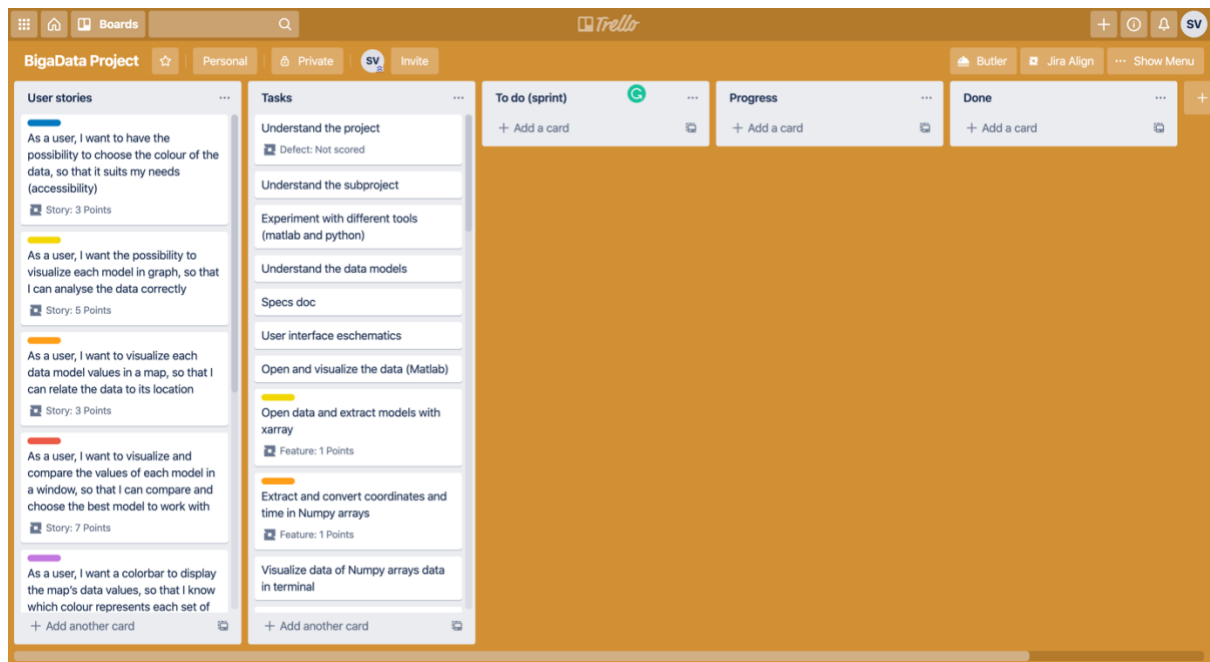 Boards
Trello
SV
BigaData Project
Personal
Private
SV
Invite
Butler
Jira Align
··· Show Menu
User stories
As a user, I want to have the
possibility to choose the colour of the
data, so that it suits my needs
(accessibility)
Story: 3 Points
As a user, I want the possibility to
visualize each model in graph, so that
I can analyse the data correctly
Story: 5 Points
As a user, I want to visualize each
data model values in a map, so that I
can relate the data to its location
Story: 3 Points
As a user, I want to visualize and
compare the values of each model in
a window, so that I can compare and
choose the best model to work with
Story: 7 Points
As a user, I want a colorbar to display
the map's data values, so that I know
which colour represents each set of
+ Add another card
Tasks
Understand the project
Defect: Not scored
Understand the subproject
Experiment with different tools
(matlab and python)
Understand the data models
Specs doc
User interface eschematics
Open and visualize the data (Matlab)
Open data and extract models with
xarray
Feature: 1 Points
Extract and convert coordinates and
time in Numpy arrays
Feature: 1 Points
Visualize data of Numpy arrays data
in terminal
+ Add another card
To do (sprint)
+ Add a card
Progress
+ Add a card
Done
+ Add a card